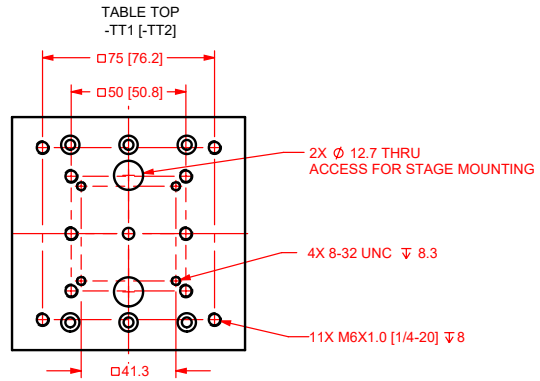 TABLE TOP
-TT1 [-TT2]
□75 [76.2]
□50 [50.8]
2X Ø 12.7 THRU
ACCESS FOR STAGE MOUNTING
4X 8-32 UNC ↧ 8.3
11X M6X1.0 [1/4-20] ↧8
□41.3